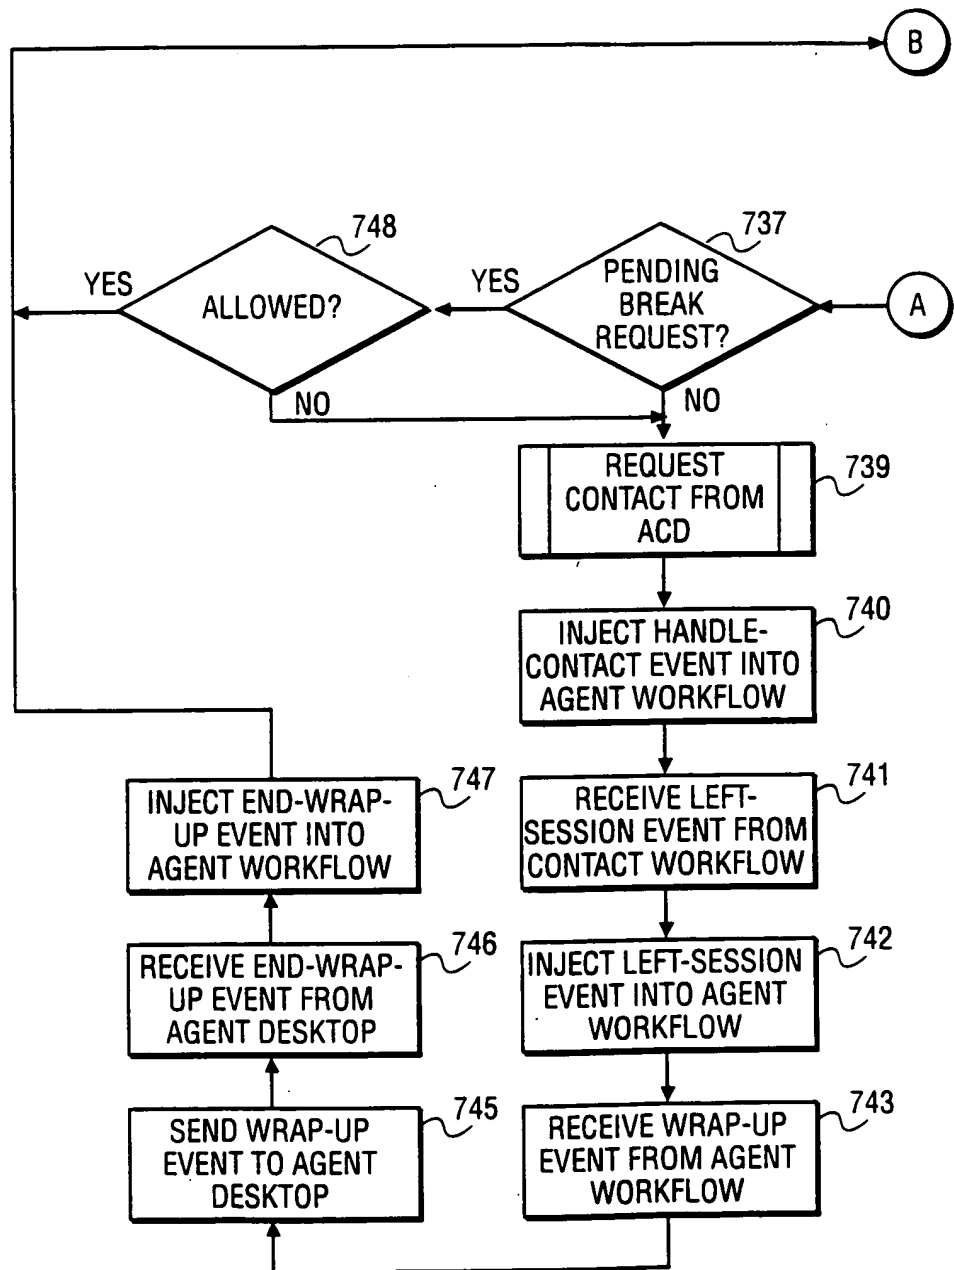 B
748
737
YES
ALLOWED?
YES
PENDING
BREAK
REQUEST?
A
NO
NO
REQUEST
CONTACT FROM
ACD
739
INJECT HANDLE-
CONTACT EVENT INTO
AGENT WORKFLOW
740
RECEIVE LEFT-
SESSION EVENT FROM
CONTACT WORKFLOW
741
INJECT LEFT-SESSION
EVENT INTO AGENT
WORKFLOW
742
RECEIVE WRAP-UP
EVENT FROM AGENT
WORKFLOW
743
INJECT END-WRAP-
UP EVENT INTO
AGENT WORKFLOW
747
RECEIVE END-WRAP-
UP EVENT FROM
AGENT DESKTOP
746
SEND WRAP-UP
EVENT TO AGENT
DESKTOP
745